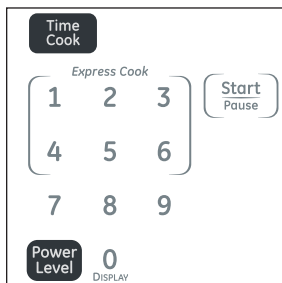 Time
Cook
Express Cook
1 2 3
Start
Pause
4 5 6
7 8 9
Power
Level
0
DISPLAY